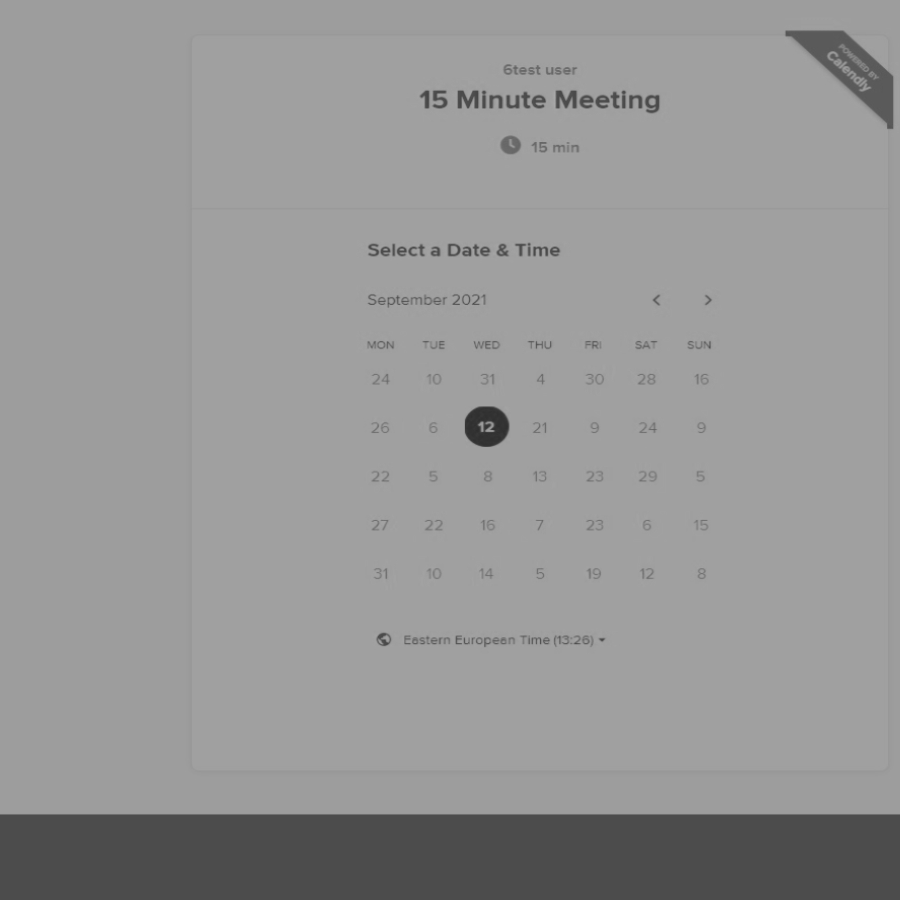 POWERED BY
Calendly
6test user
15 Minute Meeting
15 min
Select a Date & Time
September 2021
MON TUE WED THU FRI SAT SUN
24 10 31 4 30 28 16
26 6 12 21 9 24 9
22 5 8 13 23 29 5
27 22 16 7 23 6 15
31 10 14 5 19 12 8
Eastern European Time (13:26)